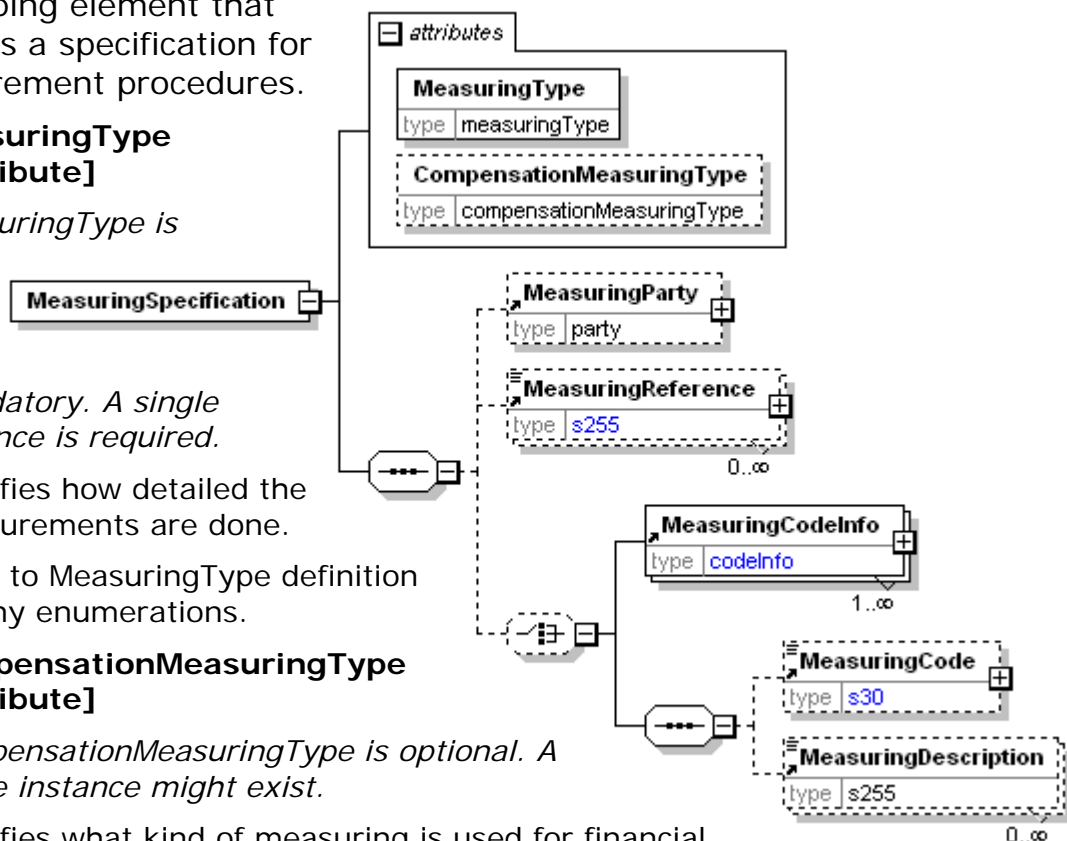 ping element that
s a specification for
rement procedures.
suringType
ibute]
uringType is
datory. A single
nce is required.
fies how detailed the
urements are done.
to MeasuringType definition
ny enumerations.
pensationMeasuringType
ibute]
pensationMeasuringType is optional. A
e instance might exist.
fies what kind of measuring is used for financial
attributes
MeasuringType
type measuringType
CompensationMeasuringType
type compensationMeasuringType
MeasuringSpecification
MeasuringParty
type party
MeasuringReference
type s255
0..∞
MeasuringCodeInfo
type codeInfo
1..∞
MeasuringCode
type s30
MeasuringDescription
type s255
0..∞